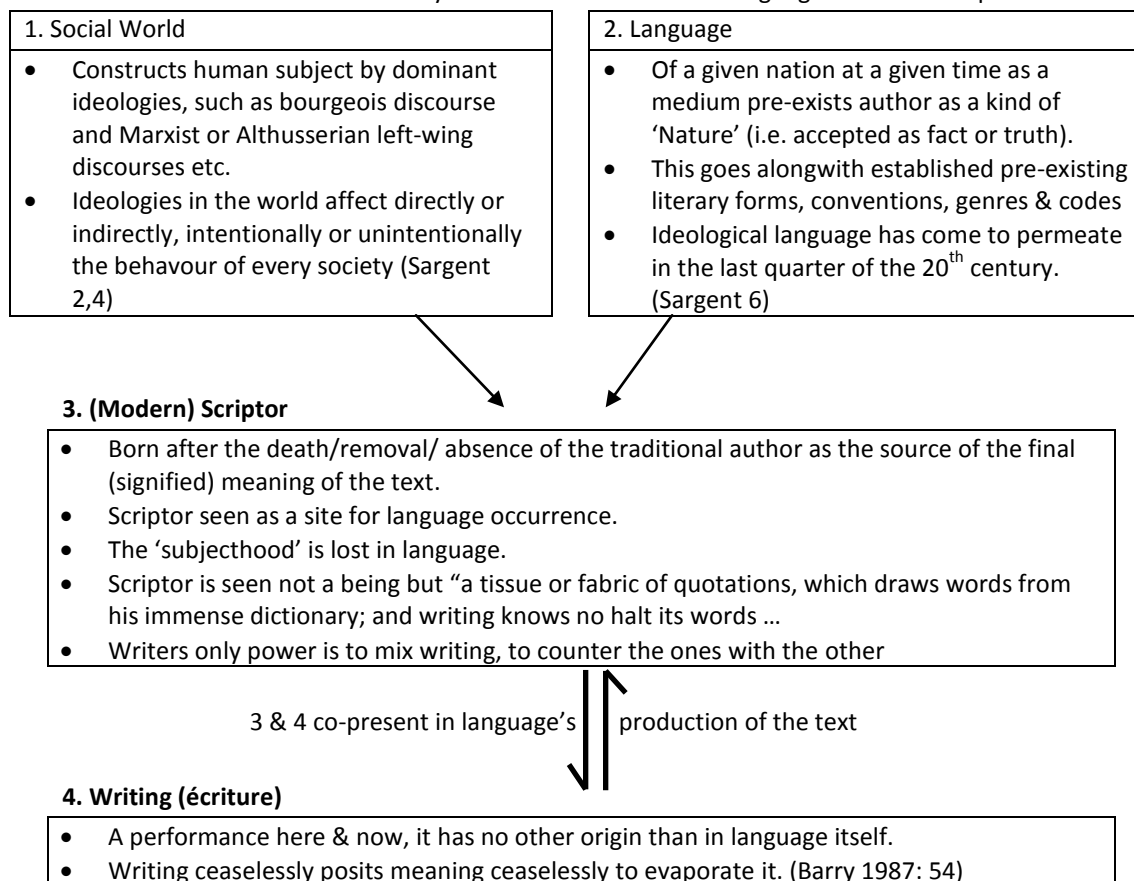 1. Social World
• Constructs human subject by dominant
ideologies, such as bourgeois discourse
and Marxist or Althusserian left-wing
discourses etc.
• Ideologies in the world affect directly or
indirectly, intentionally or unintentionally
the behavour of every society (Sargent
2,4)
2. Language
• Of a given nation at a given time as a
medium pre-exists author as a kind of
‘Nature’ (i.e. accepted as fact or truth).
• This goes alongwith established pre-existing
literary forms, conventions, genres & codes
• Ideological language has come to permeate
in the last quarter of the 20th century.
(Sargent 6)
3. (Modern) Scriptor
• Born after the death/removal/ absence of the traditional author as the source of the final
(signified) meaning of the text.
• Scriptor seen as a site for language occurrence.
• The ‘subjecthood’ is lost in language.
• Scriptor is seen not a being but “a tissue or fabric of quotations, which draws words from
his immense dictionary; and writing knows no halt its words …
• Writers only power is to mix writing, to counter the ones with the other
3 & 4 co-present in language’s production of the text
4. Writing (écriture)
• A performance here & now, it has no other origin than in language itself.
• Writing ceaselessly posits meaning ceaselessly to evaporate it. (Barry 1987: 54)